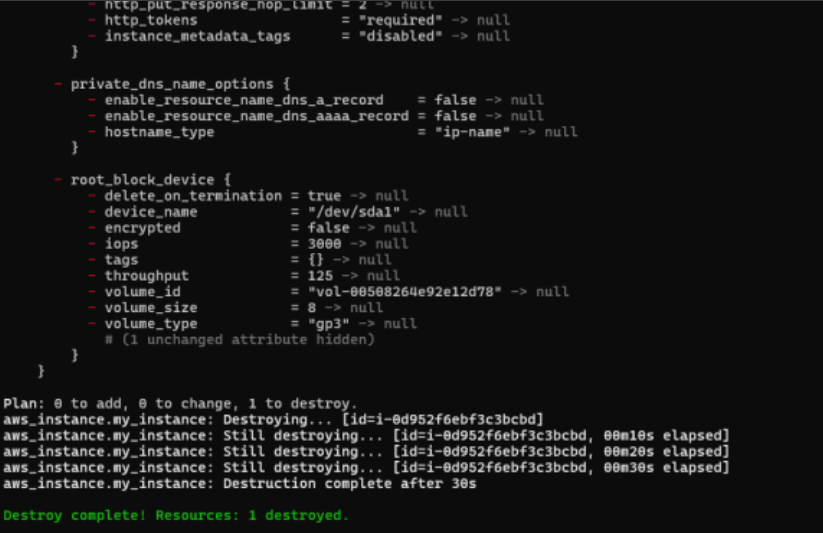 - http_put_response_hop_limit = 2 -> null
- http_tokens                 = "required" -> null
- instance_metadata_tags      = "disabled" -> null
}
- private_dns_name_options {
- enable_resource_name_dns_a_record    = false -> null
- enable_resource_name_dns_aaaa_record = false -> null
- hostname_type                        = "ip-name" -> null
}
- root_block_device {
- delete_on_termination = true -> null
- device_name           = "/dev/sda1" -> null
- encrypted             = false -> null
- iops                  = 3000 -> null
- tags                  = {} -> null
- throughput            = 125 -> null
- volume_id             = "vol-00508264e92e12d78" -> null
- volume_size           = 8 -> null
- volume_type           = "gp3" -> null
# (1 unchanged attribute hidden)
}
}
Plan: 0 to add, 0 to change, 1 to destroy.
aws_instance.my_instance: Destroying... [id=i-0d952f6ebf3c3bcbd]
aws_instance.my_instance: Still destroying... [id=i-0d952f6ebf3c3bcbd, 00m10s elapsed]
aws_instance.my_instance: Still destroying... [id=i-0d952f6ebf3c3bcbd, 00m20s elapsed]
aws_instance.my_instance: Still destroying... [id=i-0d952f6ebf3c3bcbd, 00m30s elapsed]
aws_instance.my_instance: Destruction complete after 30s
Destroy complete! Resources: 1 destroyed.